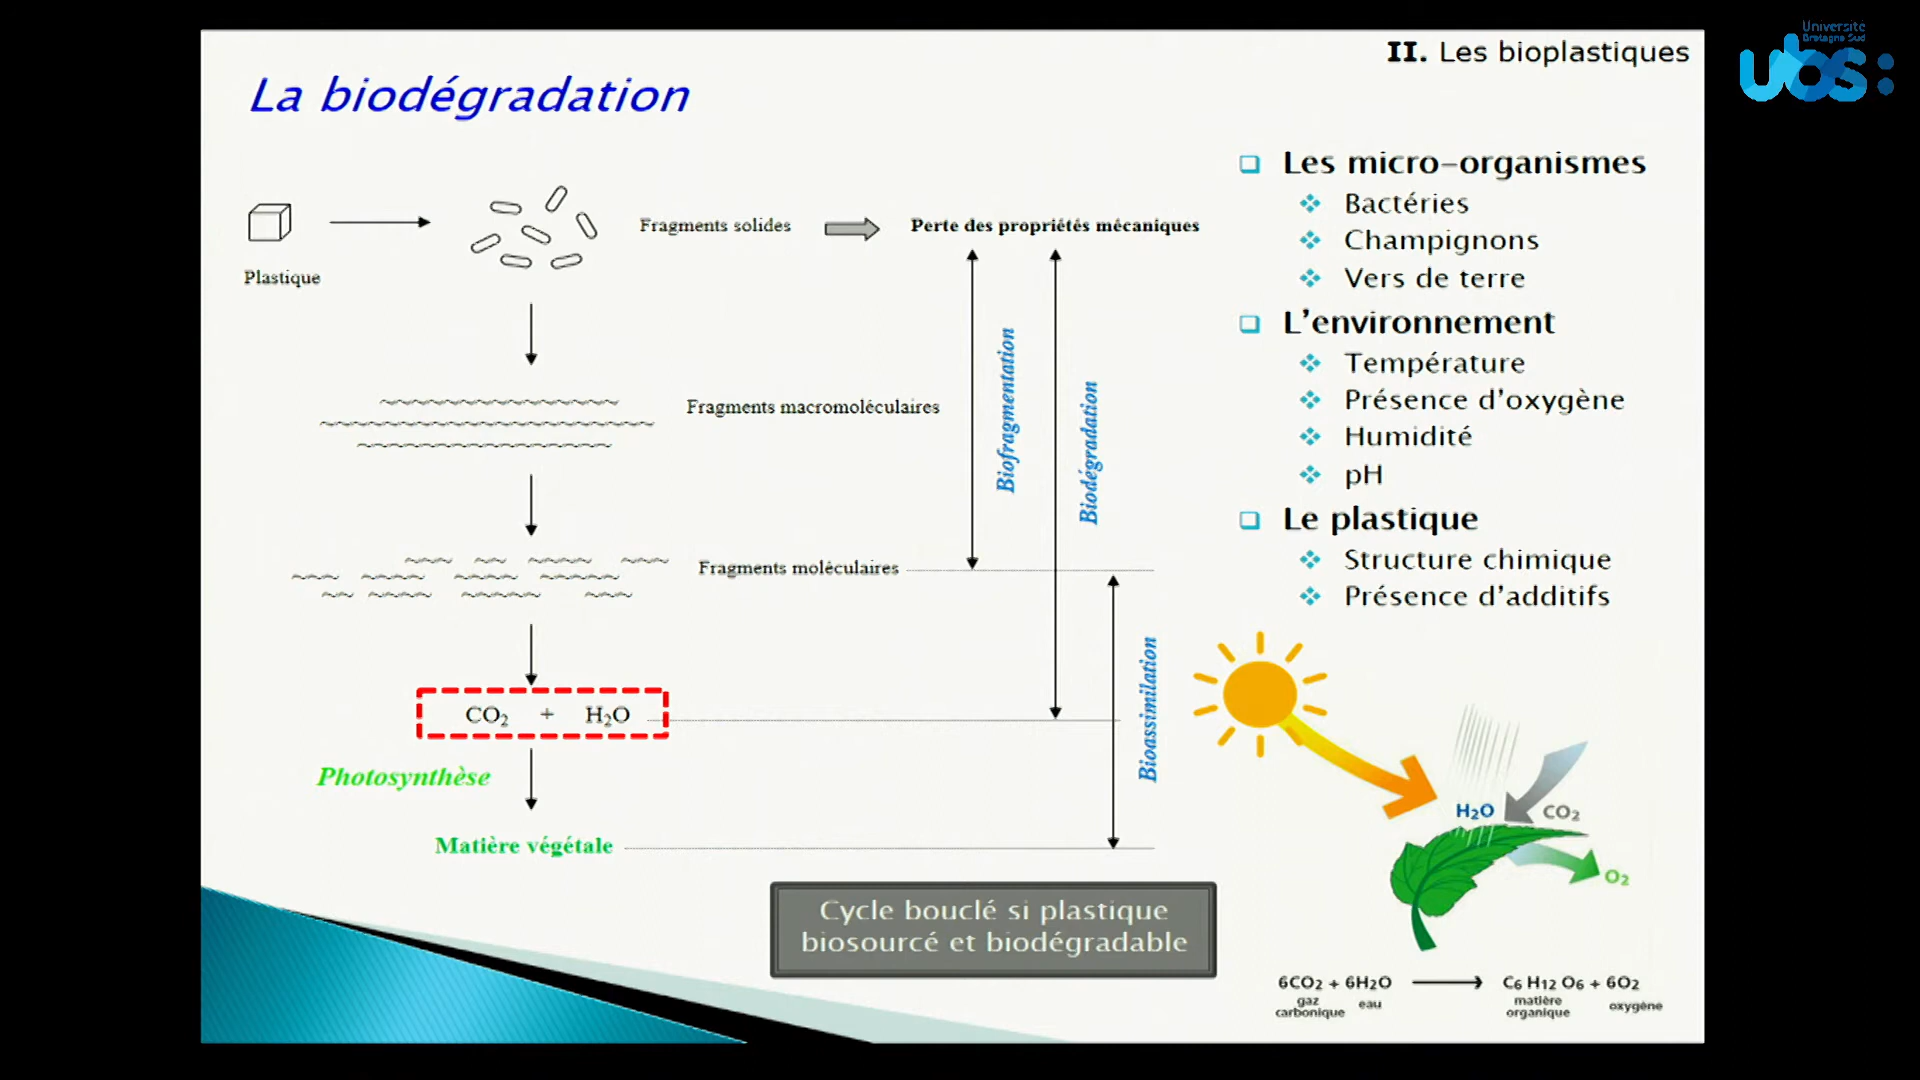 II. Les bioplastiques
Université
Bretagne Sud
ubs:
La biodégradation
Plastique
Fragments solides
Perte des propriétés mécaniques
Fragments macromoléculaires
Biofragmentation
Biodégradation
Fragments moléculaires
Bioassimilation
CO2 + H2O
Photosynthèse
Matière végétale
Cycle bouclé si plastique
biosourcé et biodégradable
Les micro-organismes
Bactéries
Champignons
Vers de terre
L'environnement
Température
Présence d'oxygène
Humidité
pH
Le plastique
Structure chimique
Présence d'additifs
H2O
CO2
O2
6CO2 + 6H2O C6 H12 O6 + 6O2
gaz
carbonique
eau
matière
organique
oxygène